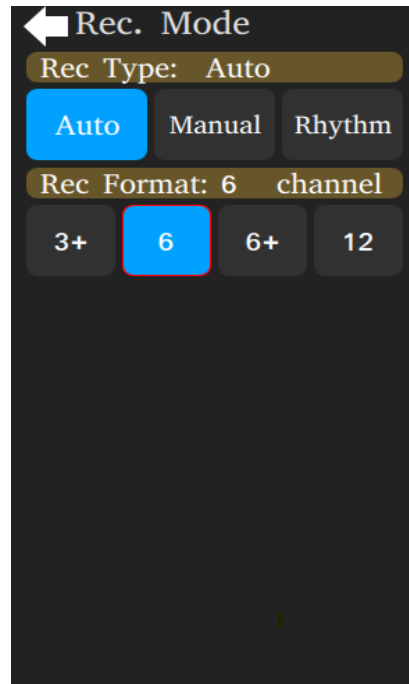 Rec. Mode
Rec Type: Auto
Auto Manual Rhythm
Rec Format: 6 channel
3+ 6 6+ 12